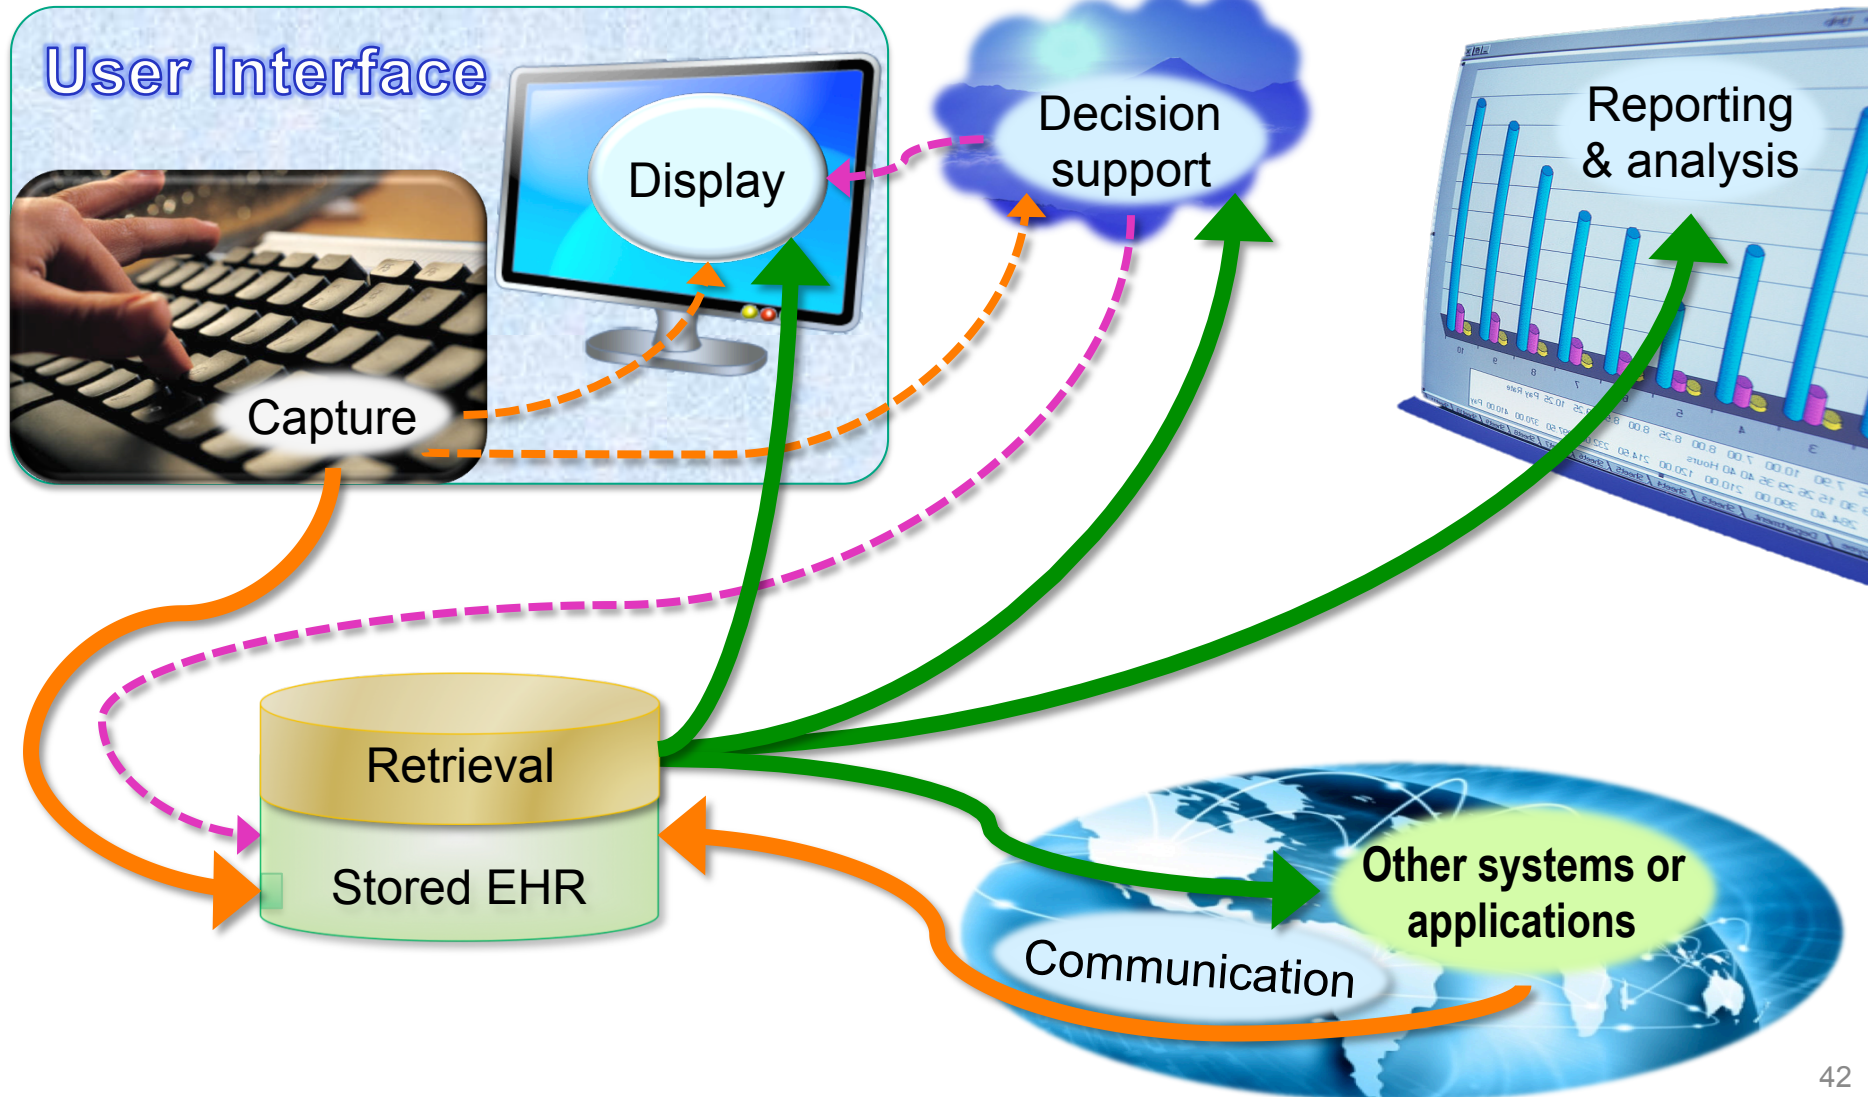 User Interface
Display
Capture
Decision
support
Reporting
& analysis
Retrieval
Stored EHR
Other systems or
applications
Communication
42